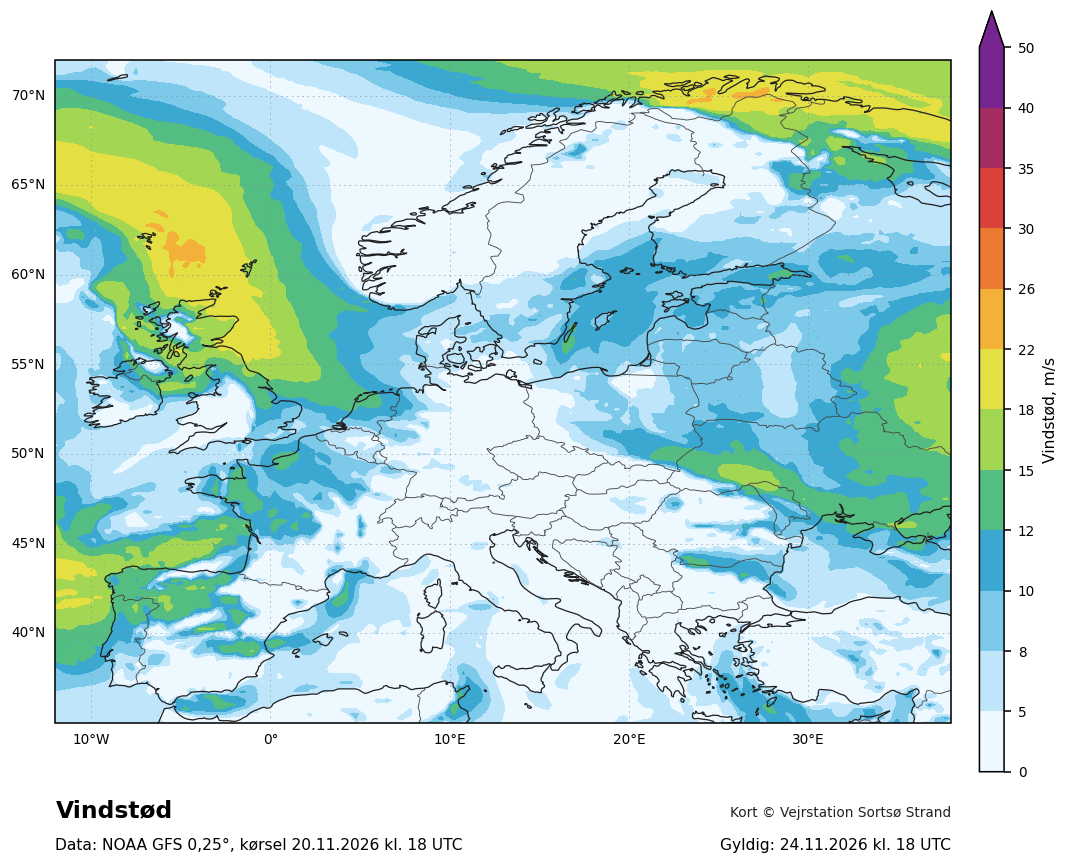 50
40
35
30
26
22
18
15
12
10
8
5
0
Vindstød, m/s
70°N
65°N
60°N
55°N
50°N
45°N
40°N
10°W
0°
10°E
20°E
30°E
Vindstød
Kort © Vejrstation Sortsø Strand
Data: NOAA GFS 0,25°, kørsel 20.11.2026 kl. 18 UTC
Gyldig: 24.11.2026 kl. 18 UTC